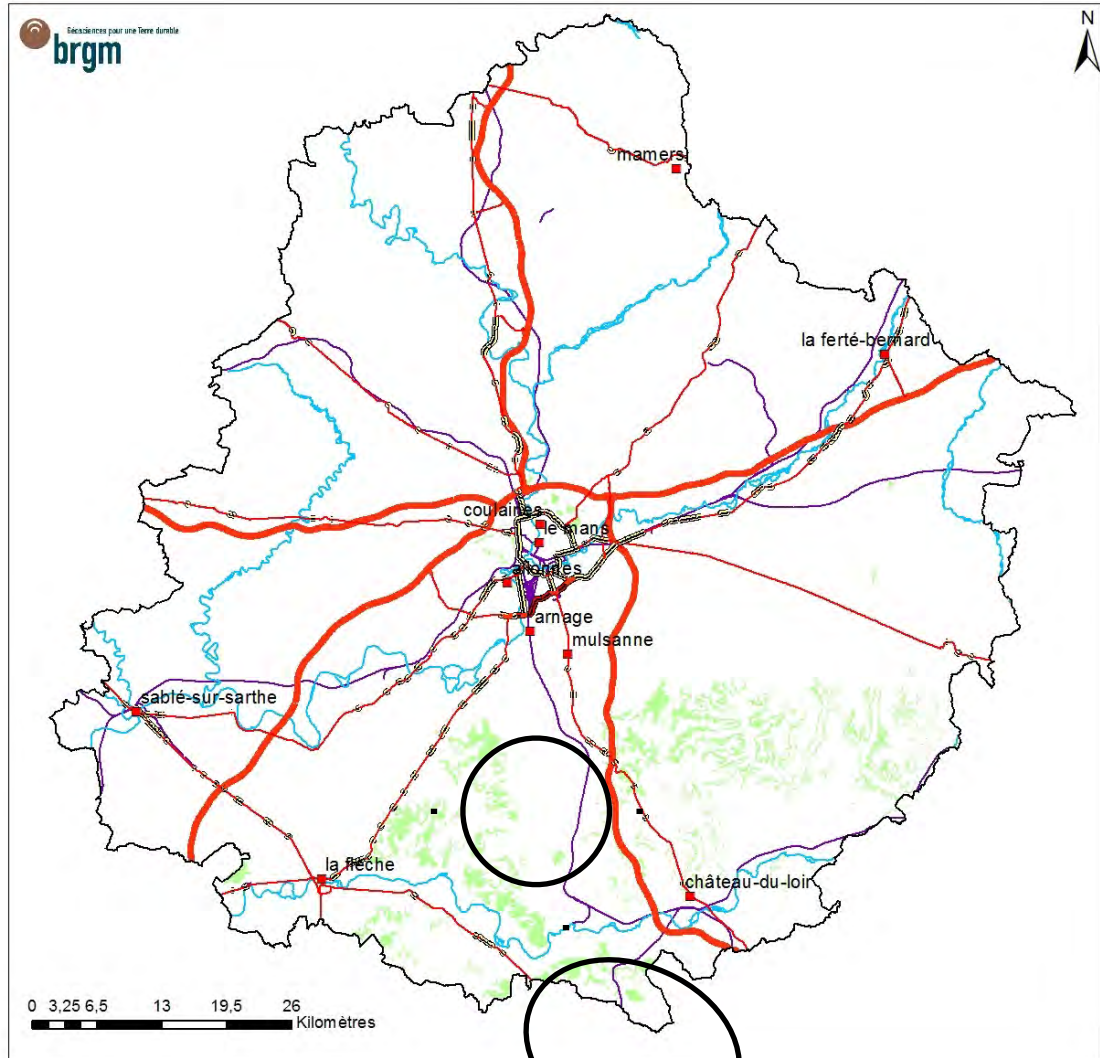 Géosciences pour une Terre durable
brgm
N
mamers
la ferté-bernard
coulaines
le mans
allonnes
arnage
mulsanne
sablé-sur-sarthe
la flèche
château-du-loir
0 3,25 6,5 13 19,5 26
Kilomètres